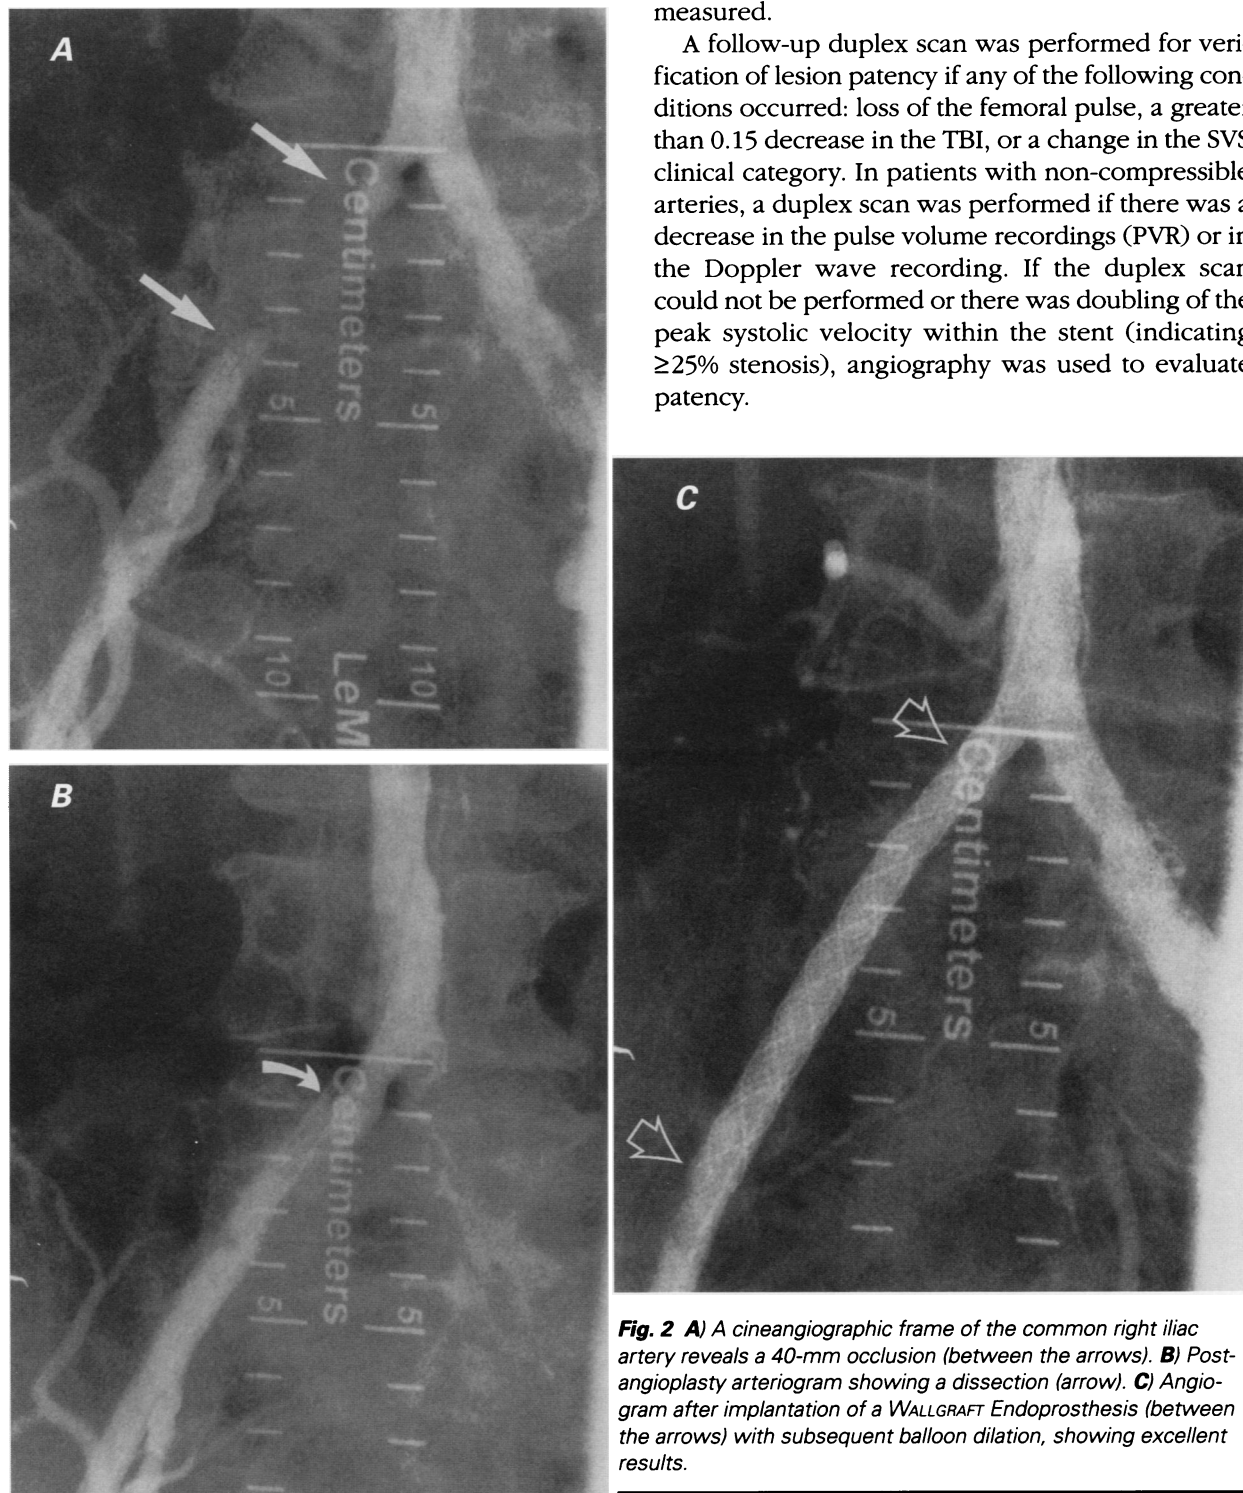 measured.
A follow-up duplex scan was performed for veri
fication of lesion patency if any of the following con
ditions occurred: loss of the femoral pulse, a greater
than 0.15 decrease in the TBI, or a change in the SVS
clinical category. In patients with non-compressible
arteries, a duplex scan was performed if there was a
decrease in the pulse volume recordings (PVR) or in
the Doppler wave recording. If the duplex scan
could not be performed or there was doubling of the
peak systolic velocity within the stent (indicating
≥25% stenosis), angiography was used to evaluate
patency.
A
Centimeters
5
5
10
10
LeM
B
Centimeters
5
5
C
Centimeters
5
5
Fig. 2 A) A cineangiographic frame of the common right iliac
artery reveals a 40-mm occlusion (between the arrows). B) Post-
angioplasty arteriogram showing a dissection (arrow). C) Angio-
gram after implantation of a WALLGRAFT Endoprosthesis (between
the arrows) with subsequent balloon dilation, showing excellent
results.